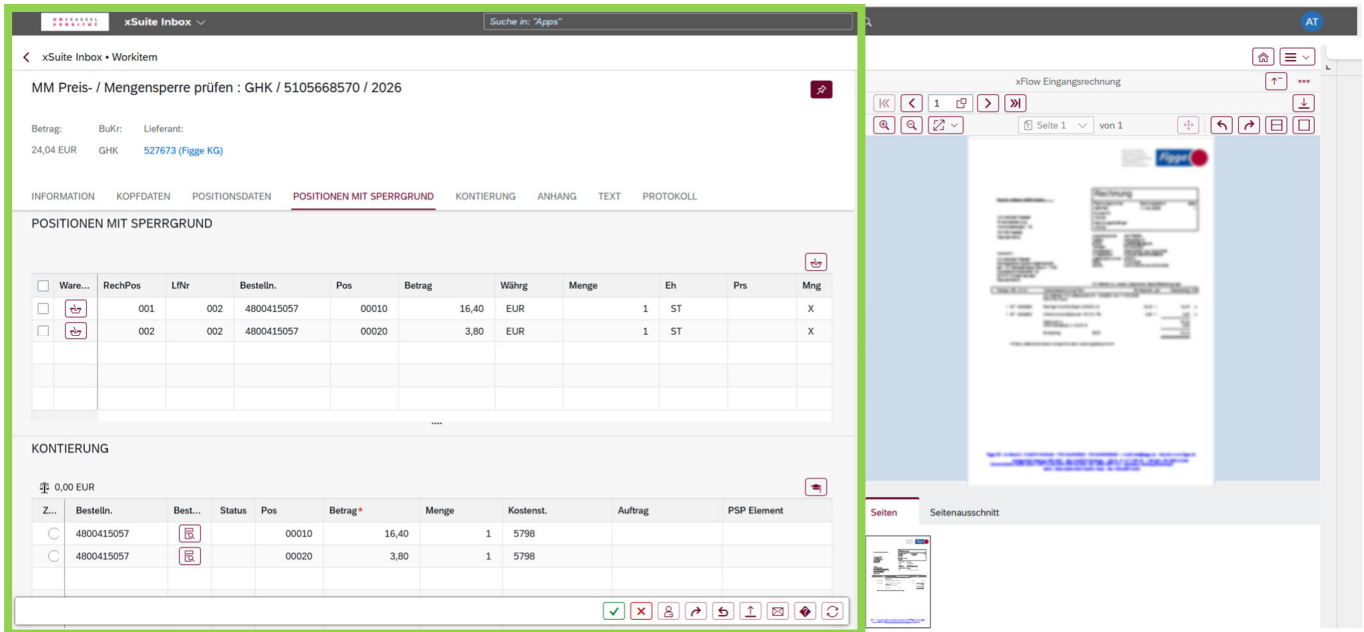 UNIKASSEL
VERSITÄT
xSuite Inbox
Suche in: "Apps"
AT
xSuite Inbox • Workitem
MM Preis- / Mengensperre prüfen : GHK / 5105668570 / 2026
Betrag: BuKr: Lieferant:
24,04 EUR GHK 527673 (Figge KG)
INFORMATION KOPFDATEN POSITIONSDATEN POSITIONEN MIT SPERRGRUND KONTIERUNG ANHANG TEXT PROTOKOLL
POSITIONEN MIT SPERRGRUND
Ware... RechPos LfNr Bestelln. Pos Betrag Währg Menge Eh Prs Mng
001 002 4800415057 00010 16,40 EUR 1 ST X
002 002 4800415057 00020 3,80 EUR 1 ST X
KONTIERUNG
0,00 EUR
Z... Bestelln. Best... Status Pos Betrag* Menge Kostenst. Auftrag PSP Element
4800415057 00010 16,40 1 5798
4800415057 00020 3,80 1 5798
xFlow Eingangsrechnung
1
Seite 1 von 1
Figge
Rechnung
Seiten Seitenausschnitt